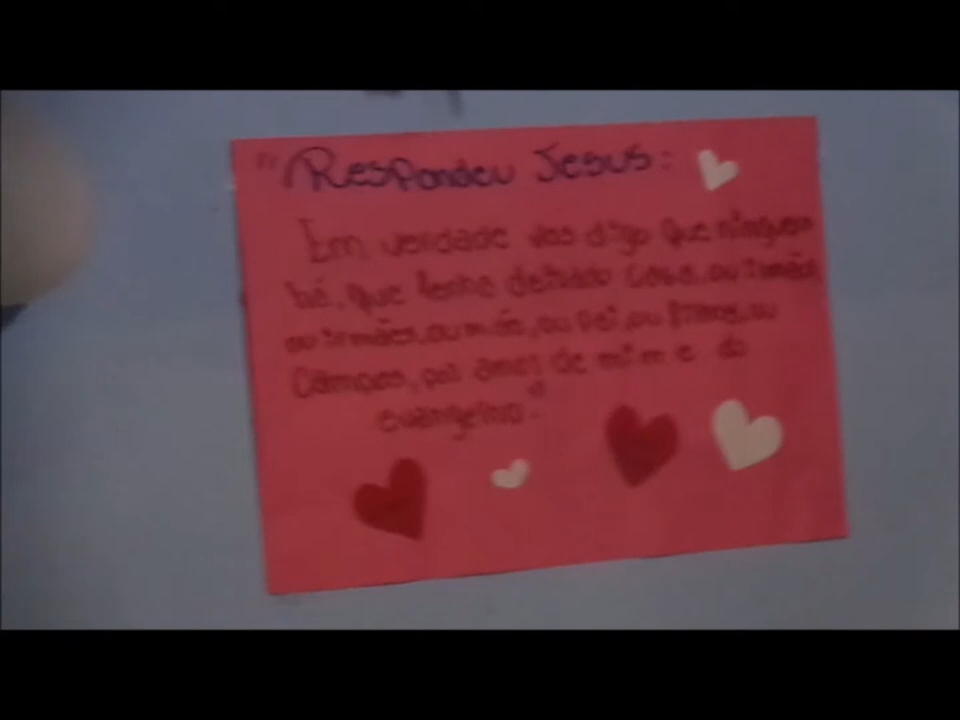 "Respondeu Jesus:
Em verdade vos digo que ninguém
há, que tenha deixado casa, ou irmãos,
ou irmães, ou mãe, ou pai, ou filhos, ou
Campos, por amor de mim e do
evangelho."